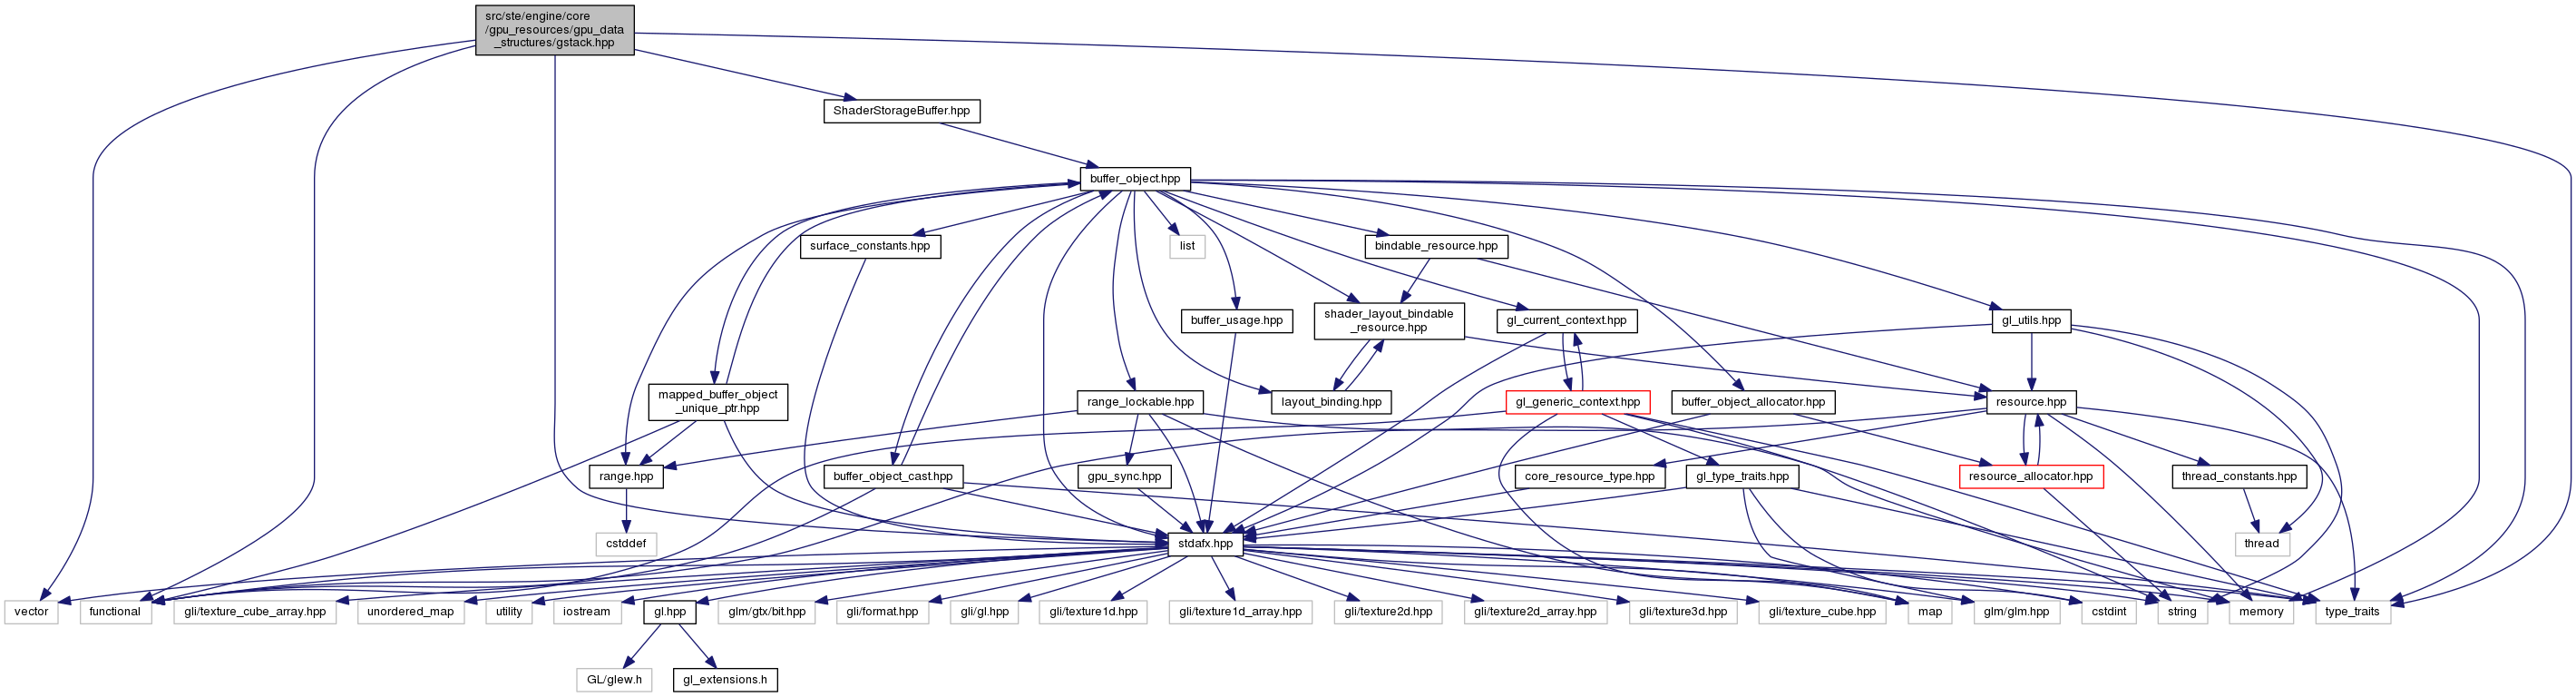 src/ste/engine/core
/gpu_resources/gpu_data
_structures/gstack.hpp
ShaderStorageBuffer.hpp
buffer_object.hpp
surface_constants.hpp
list
bindable_resource.hpp
buffer_usage.hpp
shader_layout_bindable
_resource.hpp
gl_current_context.hpp
gl_utils.hpp
mapped_buffer_object
_unique_ptr.hpp
range_lockable.hpp
layout_binding.hpp
gl_generic_context.hpp
buffer_object_allocator.hpp
resource.hpp
range.hpp
buffer_object_cast.hpp
gpu_sync.hpp
core_resource_type.hpp
gl_type_traits.hpp
resource_allocator.hpp
thread_constants.hpp
cstddef
stdafx.hpp
thread
vector
functional
gli/texture_cube_array.hpp
unordered_map
utility
iostream
gl.hpp
glm/gtx/bit.hpp
gli/format.hpp
gli/gl.hpp
gli/texture1d.hpp
gli/texture1d_array.hpp
gli/texture2d.hpp
gli/texture2d_array.hpp
gli/texture3d.hpp
gli/texture_cube.hpp
map
glm/glm.hpp
cstdint
string
memory
type_traits
GL/glew.h
gl_extensions.h